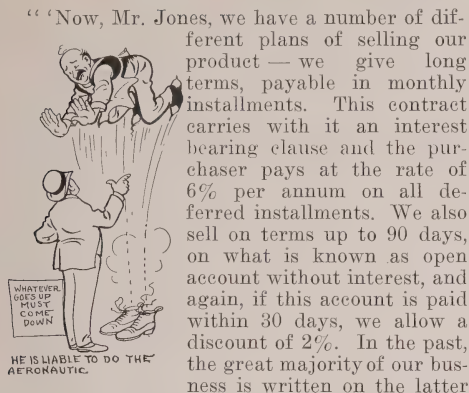 “ ‘Now, Mr. Jones, we have a number of dif-
ferent plans of selling our
product — we give long
terms, payable in monthly
installments. This contract
carries with it an interest
bearing clause and the pur-
chaser pays at the rate of
6% per annum on all de-
ferred installments. We also
sell on terms up to 90 days,
on what is known as open
account without interest, and
again, if this account is paid
within 30 days, we allow a
discount of 2%. In the past,
the great majority of our bus-
ness is written on the latter
WHATEVER
GOES UP
MUST
COME
DOWN
HE IS LIABLE TO DO THE
AERONAUTIC.